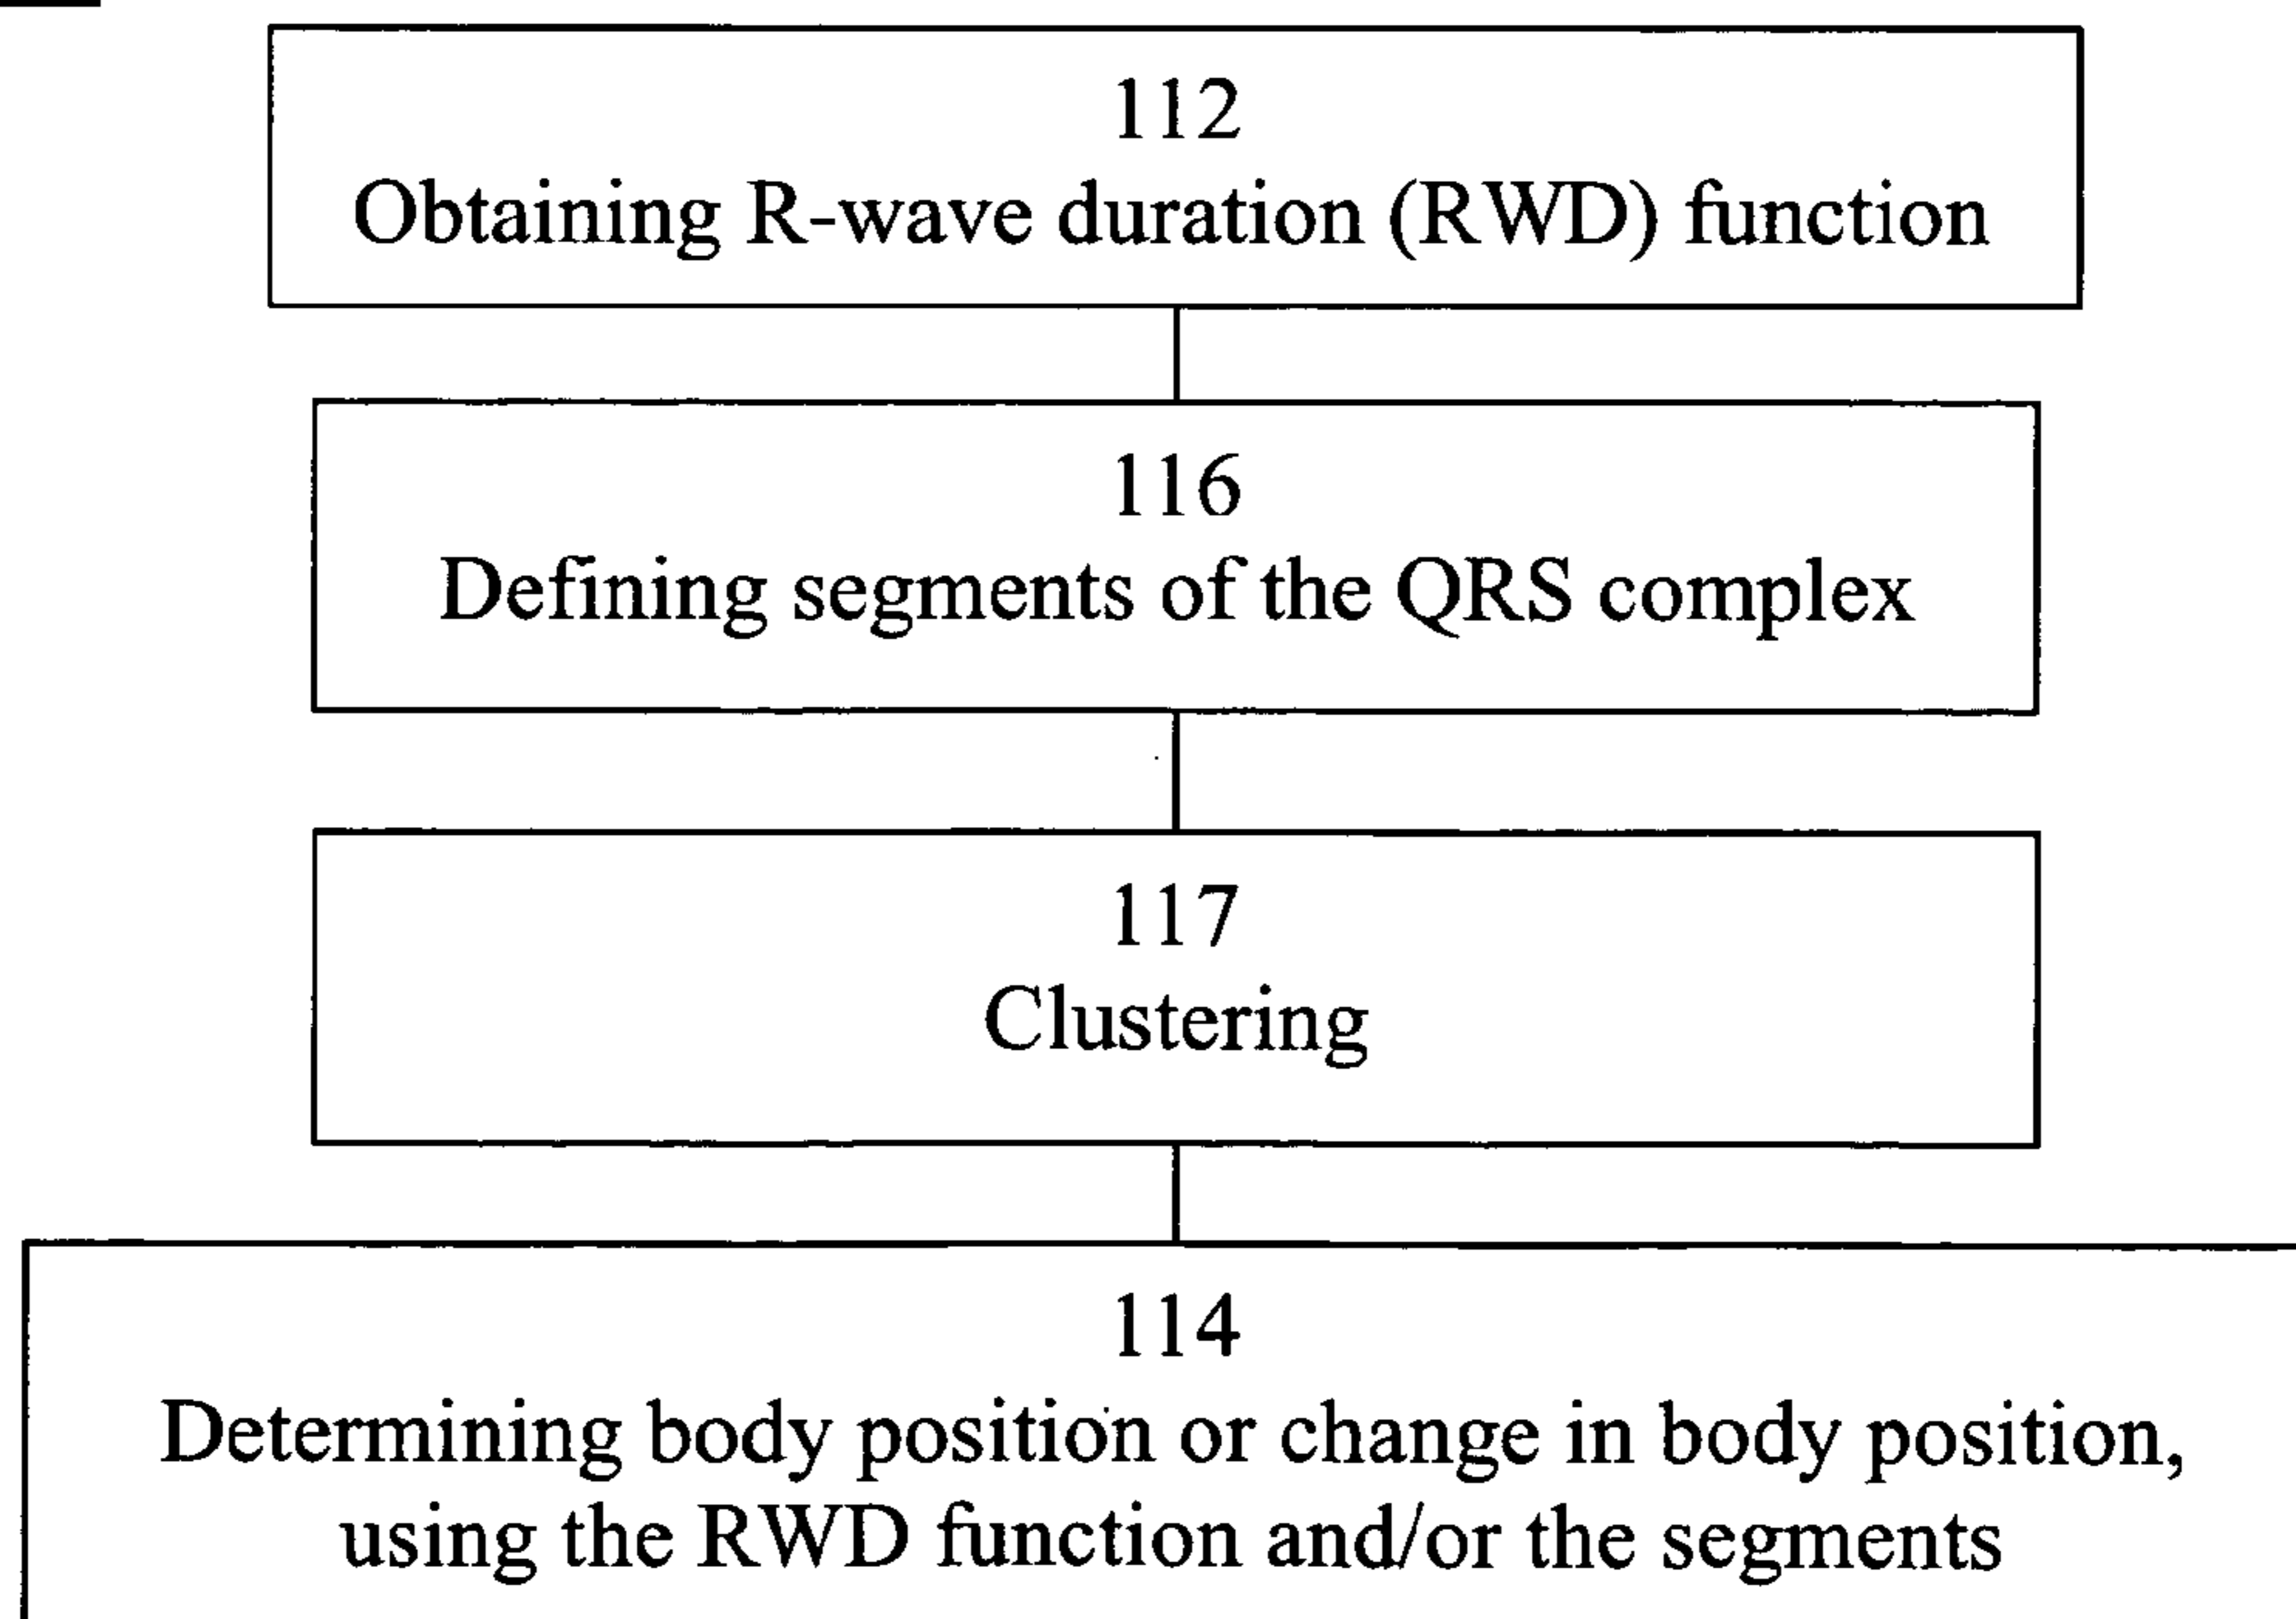 112
Obtaining R-wave duration (RWD) function
116
Defining segments of the QRS complex
117
Clustering
114
Determining body position or change in body position,
using the RWD function and/or the segments